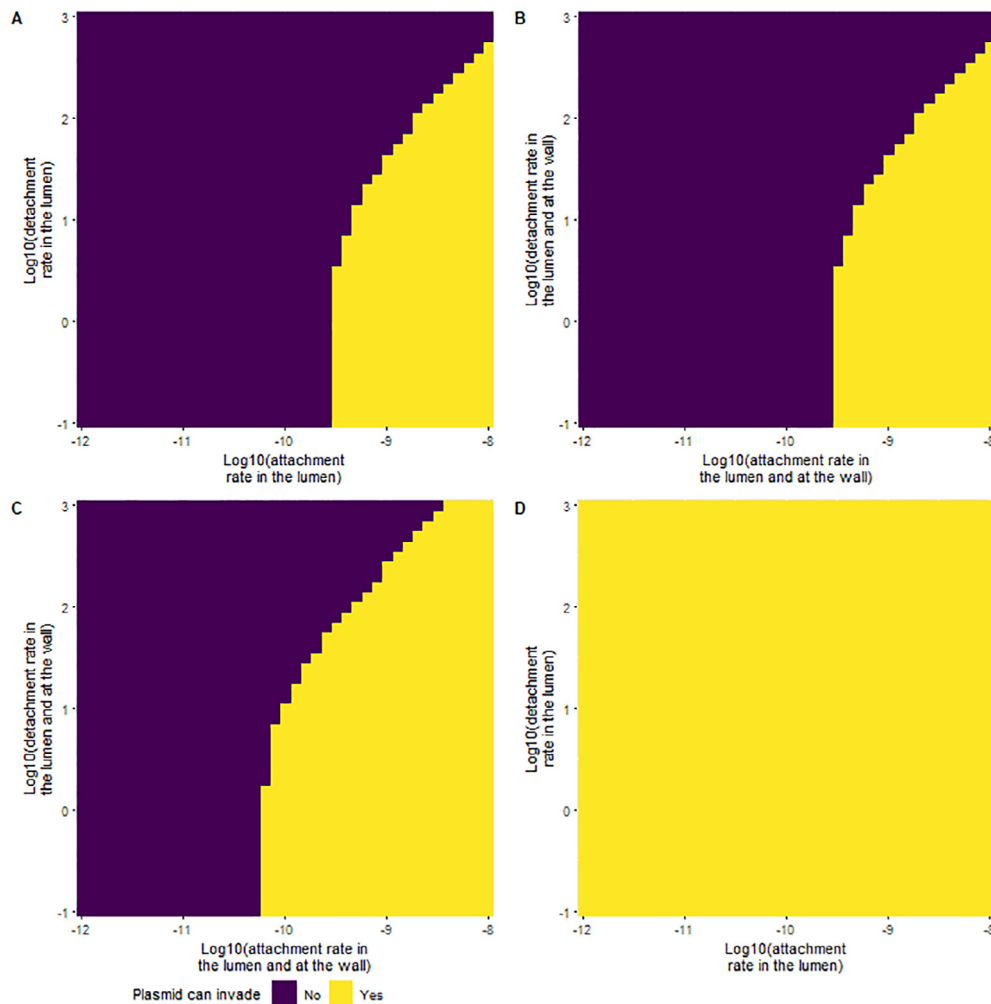 A
3
2
1
0
-1
-12
-11
-10
-9
-8
Log10(detachment
rate in the lumen)
Log10(attachment
rate in the lumen)
B
3
2
1
0
-1
-12
-11
-10
-9
-8
Log10(detachment rate in
the lumen and at the wall)
Log10(attachment rate in
the lumen and at the wall)
C
3
2
1
0
-1
-12
-11
-10
-9
-8
Log10(detachment rate in
the lumen and at the wall)
Log10(attachment rate in
the lumen and at the wall)
D
3
2
1
0
-1
-12
-11
-10
-9
-8
Log10(detachment
rate in the lumen)
Log10(attachment
rate in the lumen)
Plasmid can invade No Yes